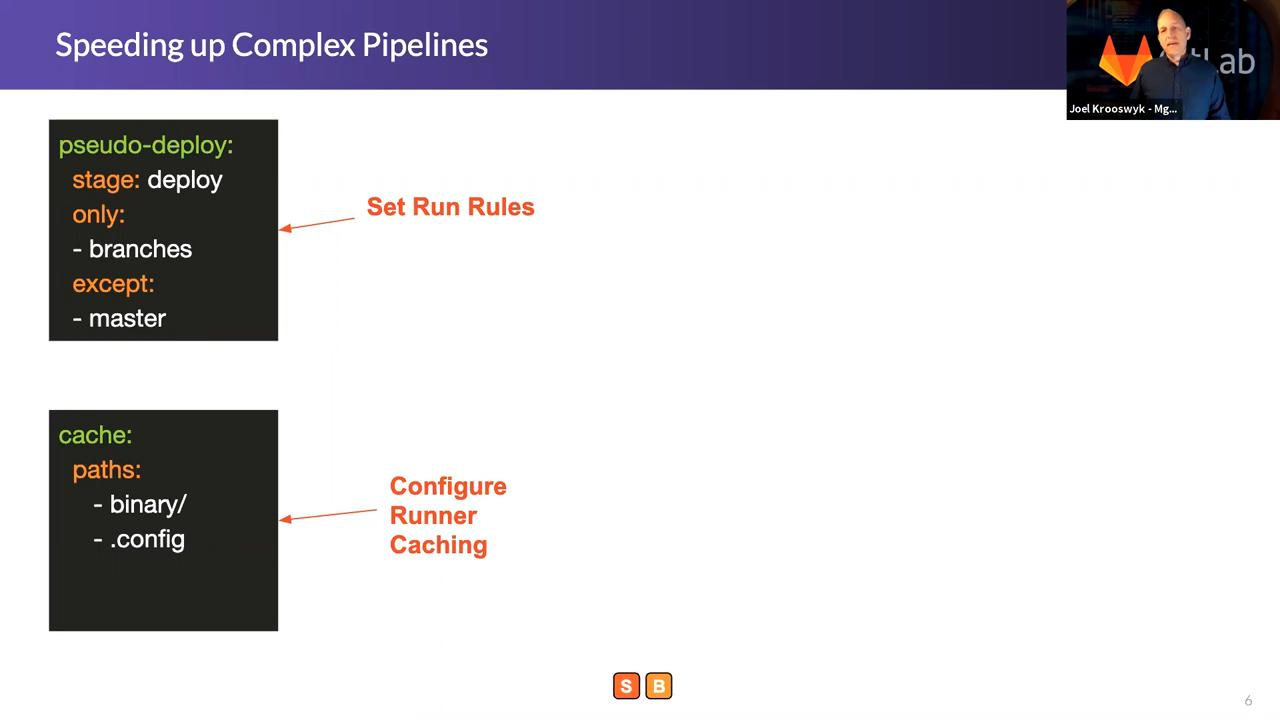 Speeding up Complex Pipelines
Lab
Joel Krooswyk - Mg...
pseudo-deploy:
stage: deploy
only:
- branches
except:
- master
Set Run Rules
cache:
paths:
- binary/
- .config
Configure
Runner
Caching
S B
6